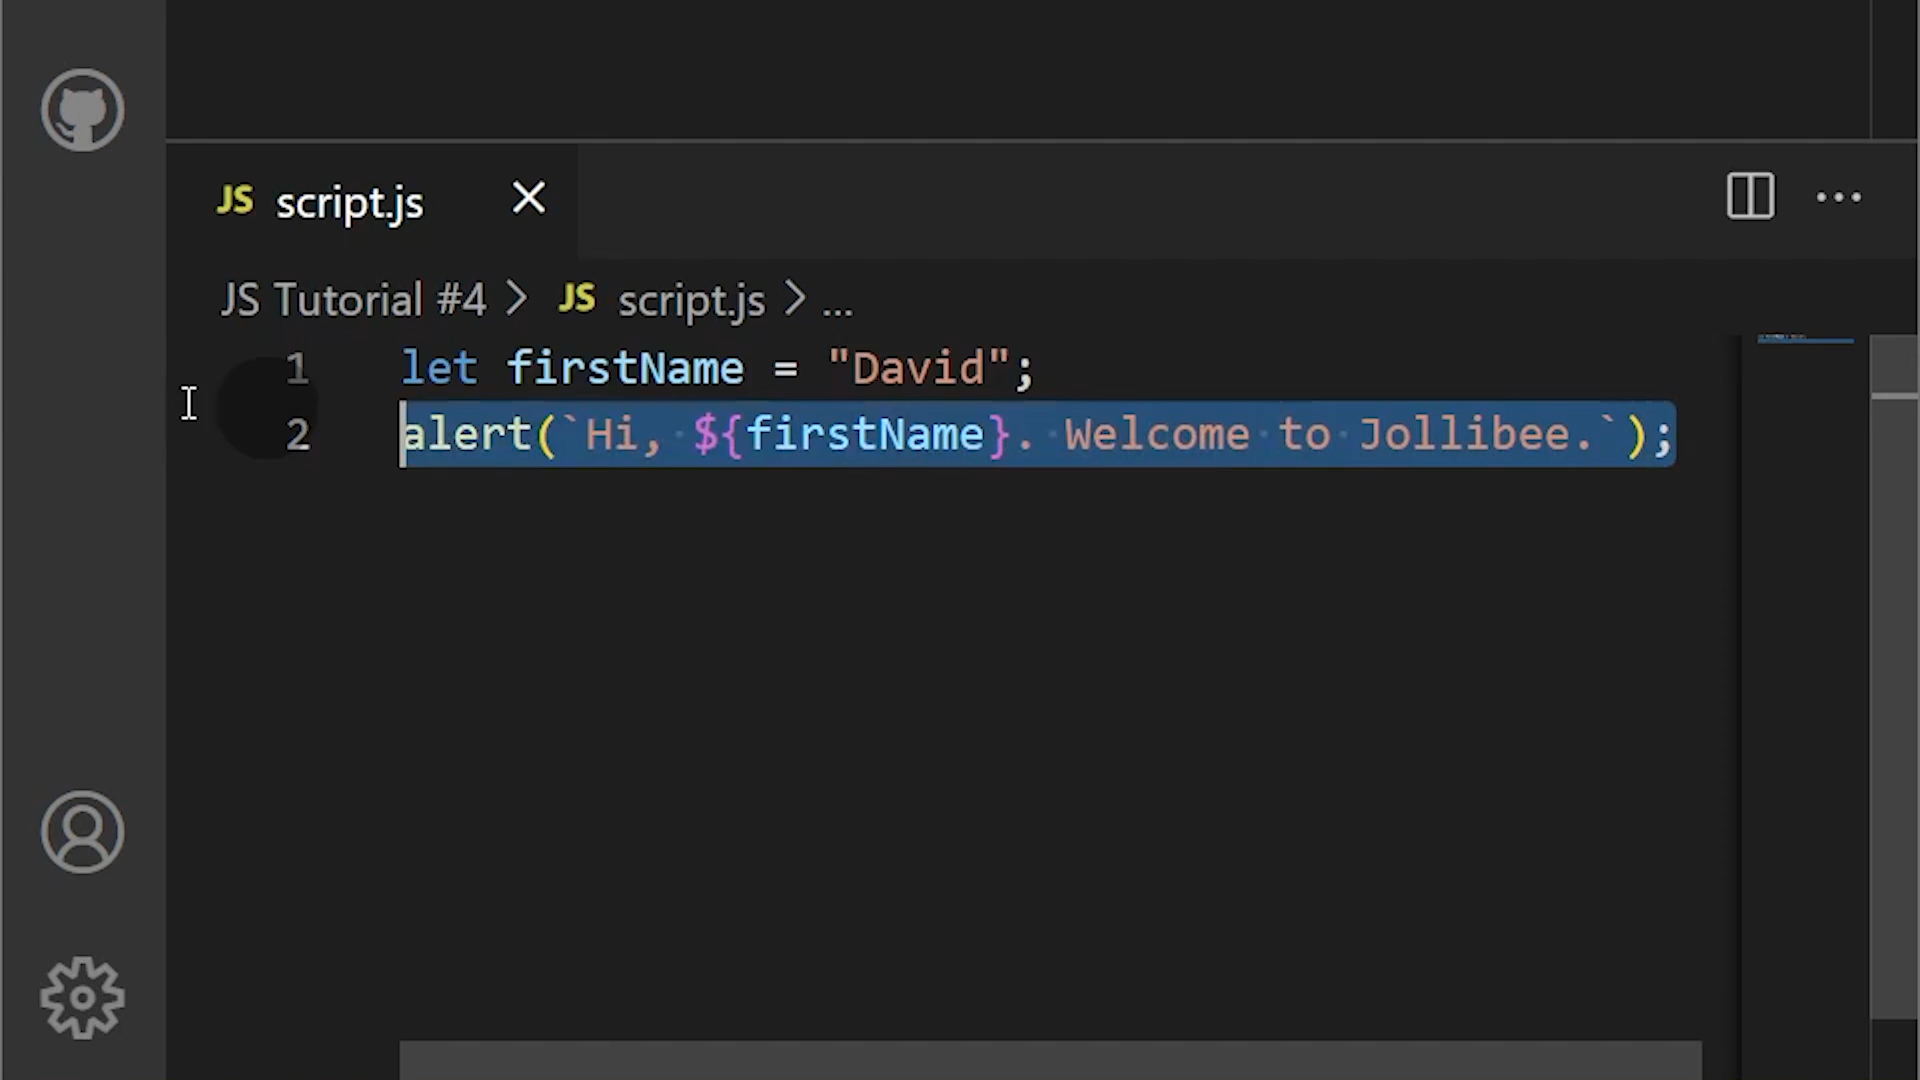 JS script.js
JS Tutorial #4 > JS script.js > ...
1 let firstName = "David";
2 alert(`Hi, ${firstName}. Welcome to Jollibee.`);